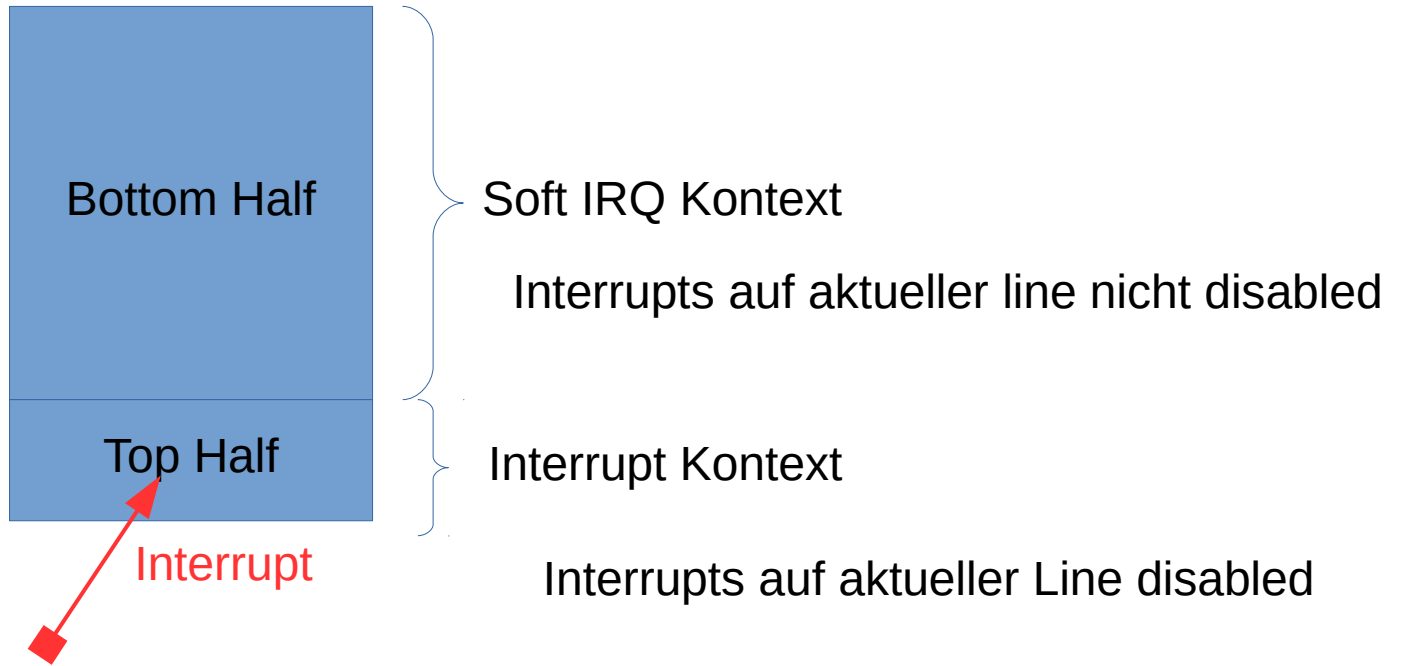 Bottom Half
Soft IRQ Kontext
Interrupts auf aktueller line nicht disabled
Top Half
Interrupt Kontext
Interrupt
Interrupts auf aktueller Line disabled